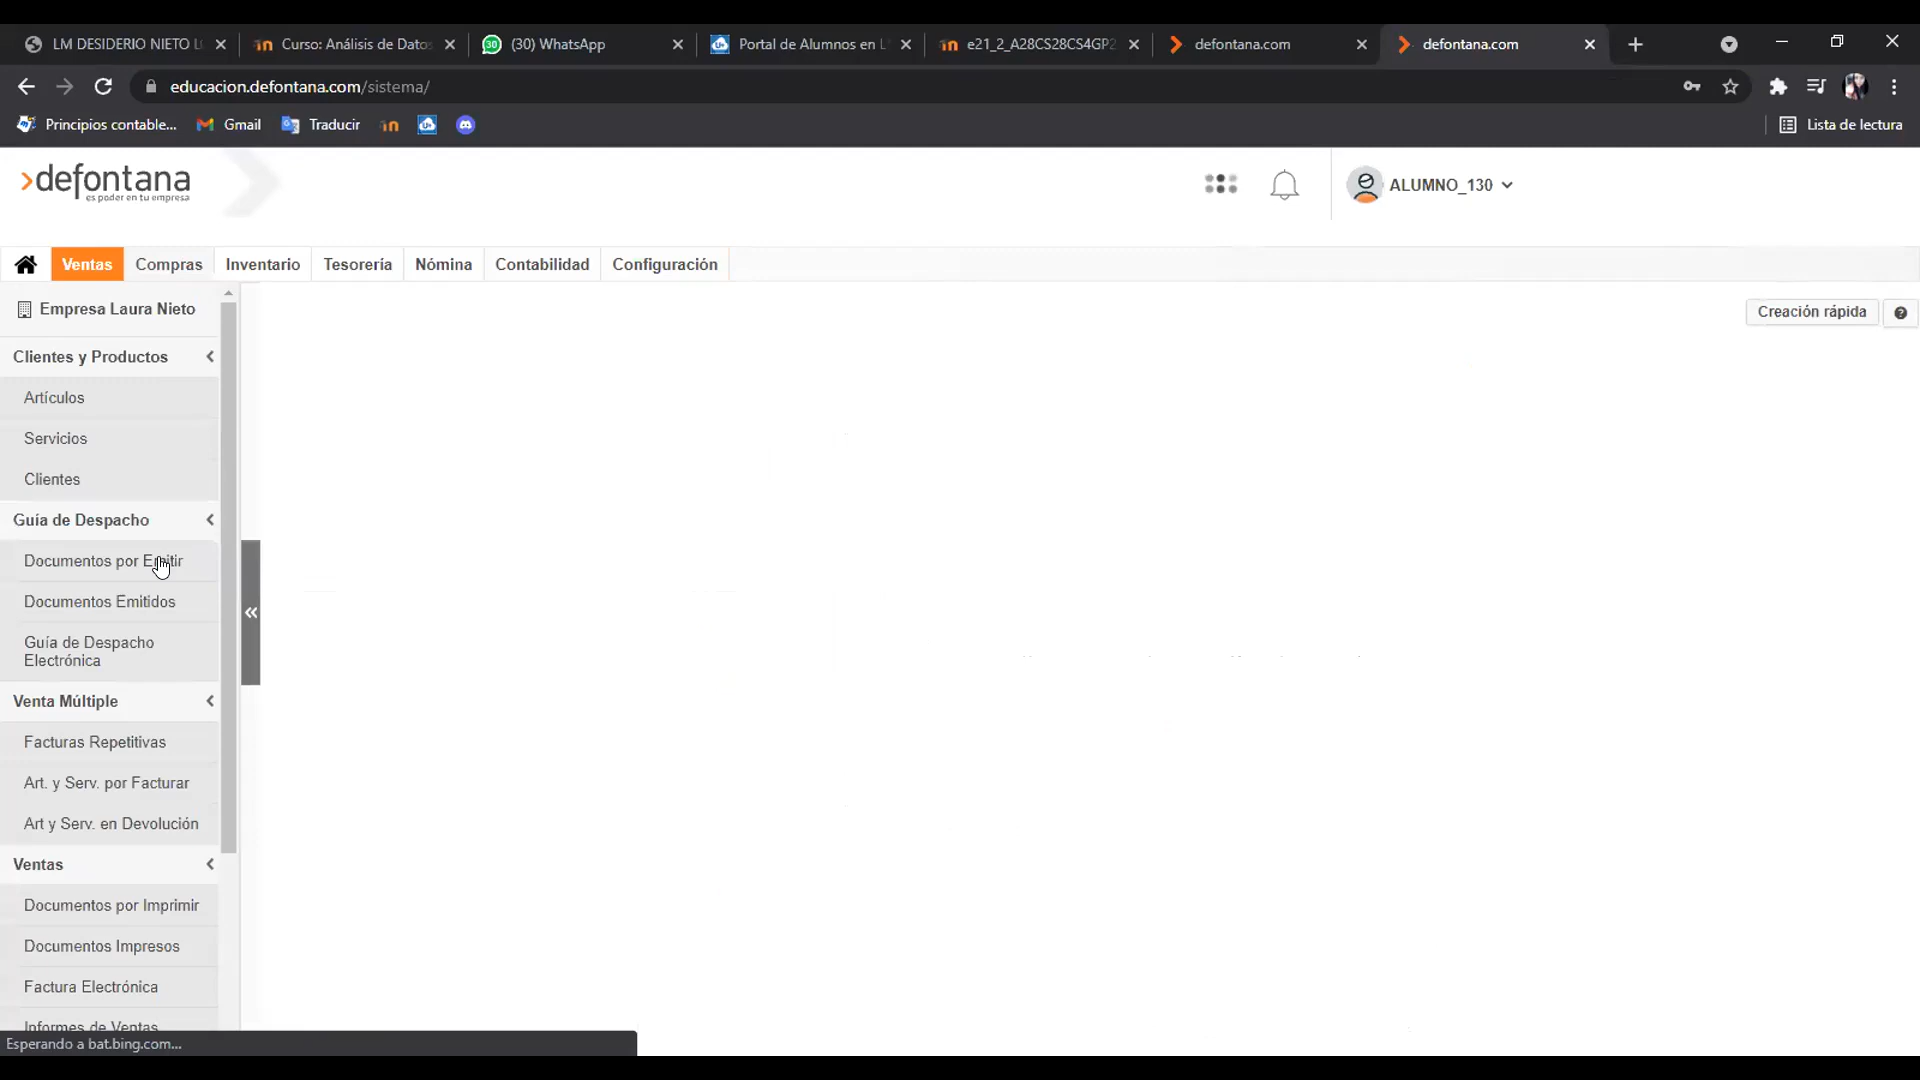 LM DESIDERIO NIETO
Curso: Análisis de Datos
30
(30) WhatsApp
Portal de Alumnos en L
e21_2_A28CS28CS4GP2
defontana.com
defontana.com
educacion.defontana.com/sistema/
Principios contable...
Gmail
Traducir
Lista de lectura
defontana
es poder en tu empresa
ALUMNO_130
Ventas
Compras
Inventario
Tesorería
Nómina
Contabilidad
Configuración
Empresa Laura Nieto
Creación rápida
?
Clientes y Productos
Artículos
Servicios
Clientes
Guía de Despacho
Documentos por Emitir
Documentos Emitidos
Guía de Despacho
Electrónica
Venta Múltiple
Facturas Repetitivas
Art. y Serv. por Facturar
Art y Serv. en Devolución
Ventas
Documentos por Imprimir
Documentos Impresos
Factura Electrónica
Informes de Ventas
Esperando a bat.bing.com...